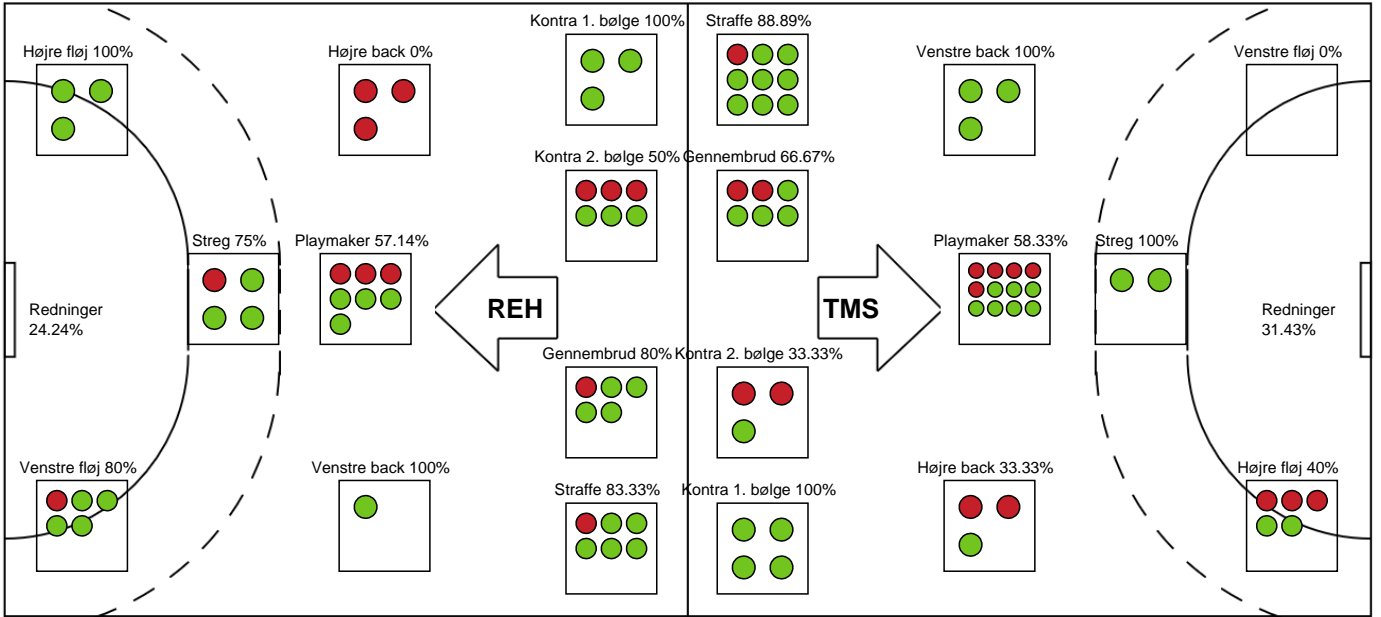 Kontra 1. bølge 100%
Straffe 88.89%
Højre fløj 100%
Højre back 0%
Venstre back 100%
Venstre fløj 0%
Kontra 2. bølge 50%
Gennembrud 66.67%
Streg 75%
Playmaker 57.14%
Playmaker 58.33%
Streg 100%
Redninger
24.24%
REH
TMS
Redninger
31.43%
Gennembrud 80%
Kontra 2. bølge 33.33%
Venstre fløj 80%
Venstre back 100%
Højre back 33.33%
Højre fløj 40%
Straffe 83.33%
Kontra 1. bølge 100%